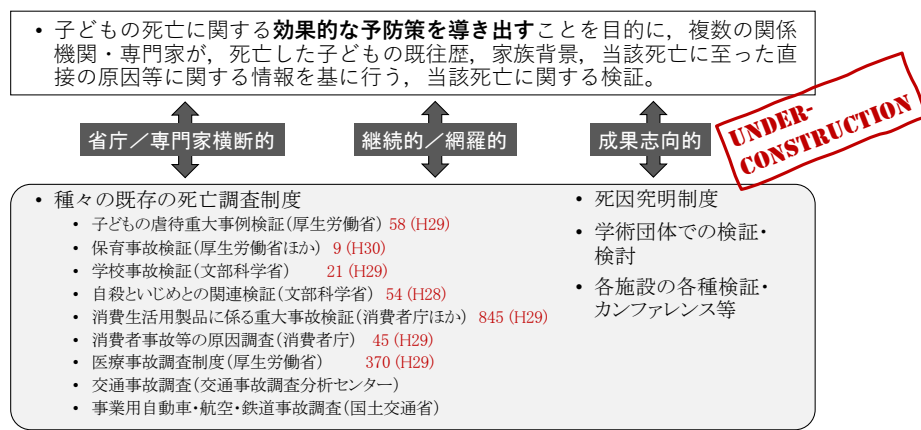 • 子どもの死亡に関する効果的な予防策を導き出すことを目的に，複数の関係
機関・専門家が，死亡した子どもの既往歴，家族背景，当該死亡に至った直
接の原因等に関する情報を基に行う，当該死亡に関する検証。
UNDER-
CONSTRUCTION
省庁／専門家横断的
継続的／網羅的
成果志向的
• 種々の既存の死亡調査制度
• 子どもの虐待重大事例検証（厚生労働省） 58 (H29)
• 保育事故検証（厚生労働省ほか） 9 (H30)
• 学校事故検証（文部科学省） 21 (H29)
• 自殺といじめとの関連検証（文部科学省） 54 (H28)
• 消費生活用製品に係る重大事故検証（消費者庁ほか） 845 (H29)
• 消費者事故等の原因調査（消費者庁） 45 (H29)
• 医療事故調査制度（厚生労働省） 370 (H29)
• 交通事故調査（交通事故調査分析センター）
• 事業用自動車・航空・鉄道事故調査（国土交通省）
• 死因究明制度
• 学術団体での検証・
検討
• 各施設の各種検証・
カンファレンス等